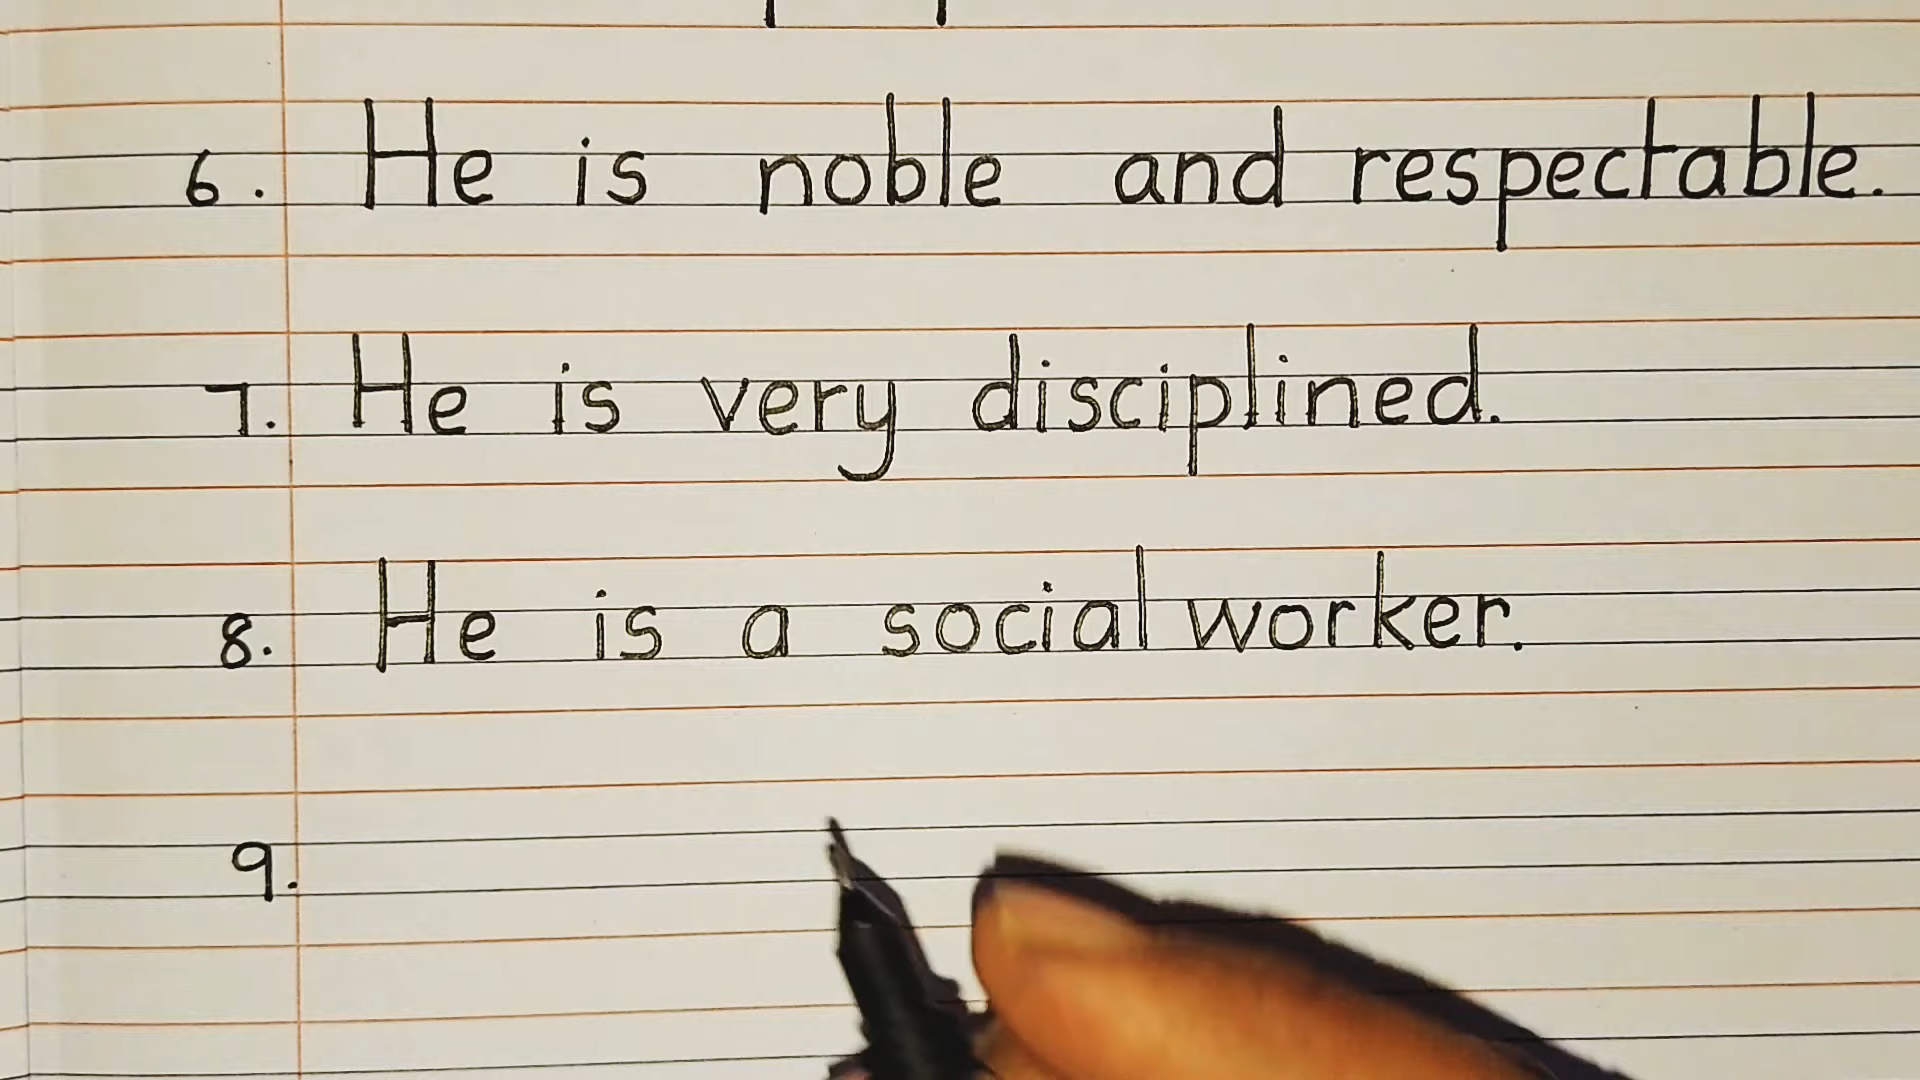 6. He is noble and respectable.
7. He is very disciplined.
8. He is a social worker.
9.